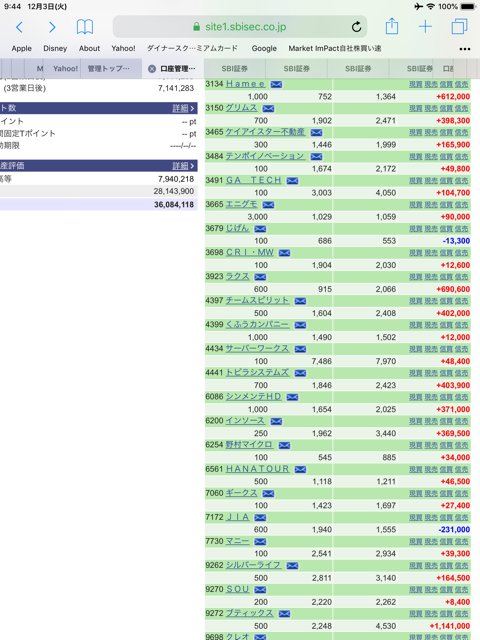 9:44 12月3日(火) 100%
site1.sbisec.co.jp
Apple Disney About Yahoo! ダイナースク…ミアムカード Google Market ImPact自社株買い速 •••
M Yahoo! 管理トップ… 口座管理… SBI証券 SBI証券 SBI証券 SBI証券 口座
(3営業日後) 7,141,283
ト数 詳細
イント -- pt
間固定Tポイント -- pt
効期限 ----/--/--
産評価 詳細
高等 7,940,218
28,143,900
36,084,118
3134 Ｈａｍｅｅ 現買 現売 信買 信売
1,000 752 1,364 +612,000
3150 グリムス 現買 現売 信買 信売
700 1,902 2,471 +398,300
3465 ケイアイスター不動産 現買 現売 信買 信売
300 1,446 1,999 +165,900
3484 テンポイノベーション 現買 現売 信買 信売
100 1,674 2,172 +49,800
3491 ＧＡ ＴＥＣＨ 現買 現売 信買 信売
100 3,003 4,050 +104,700
3665 エニグモ 現買 現売 信買 信売
3,000 1,029 1,059 +90,000
3679 じげん 現買 現売 信買 信売
100 686 553 -13,300
3698 ＣＲＩ・ＭＷ 現買 現売 信買 信売
100 1,904 2,030 +12,600
3923 ラクス 現買 現売 信買 信売
600 915 2,066 +690,600
4397 チームスピリット 現買 現売 信買 信売
500 1,604 2,408 +402,000
4399 くふうカンパニー 現買 現売 信買 信売
1,000 1,490 1,502 +12,000
4434 サーバーワークス 現買 現売 信買 信売
100 7,486 7,970 +48,400
4441 トビラシステムズ 現買 現売 信買 信売
700 1,846 2,423 +403,900
6086 シンメンテＨＤ 現買 現売 信買 信売
1,000 1,654 2,025 +371,000
6200 インソース 現買 現売 信買 信売
250 1,962 3,440 +369,500
6254 野村マイクロ 現買 現売 信買 信売
100 545 885 +34,000
6561 ＨＡＮＡＴＯＵＲ 現買 現売 信買 信売
500 1,118 1,211 +46,500
7060 ギークス 現買 現売 信買 信売
100 1,423 1,697 +27,400
7172 ＪＩＡ 現買 現売 信買 信売
600 1,940 1,555 -231,000
7730 マニー 現買 現売 信買 信売
100 2,541 2,934 +39,300
9262 シルバーライフ 現買 現売 信買 信売
500 2,811 3,140 +164,500
9270 ＳＯＵ 現買 現売 信買 信売
200 2,220 2,262 +8,400
9272 ブティックス 現買 現売 信買 信売
500 2,248 4,530 +1,141,000
9698 クレオ 現買 現売 信買 信売